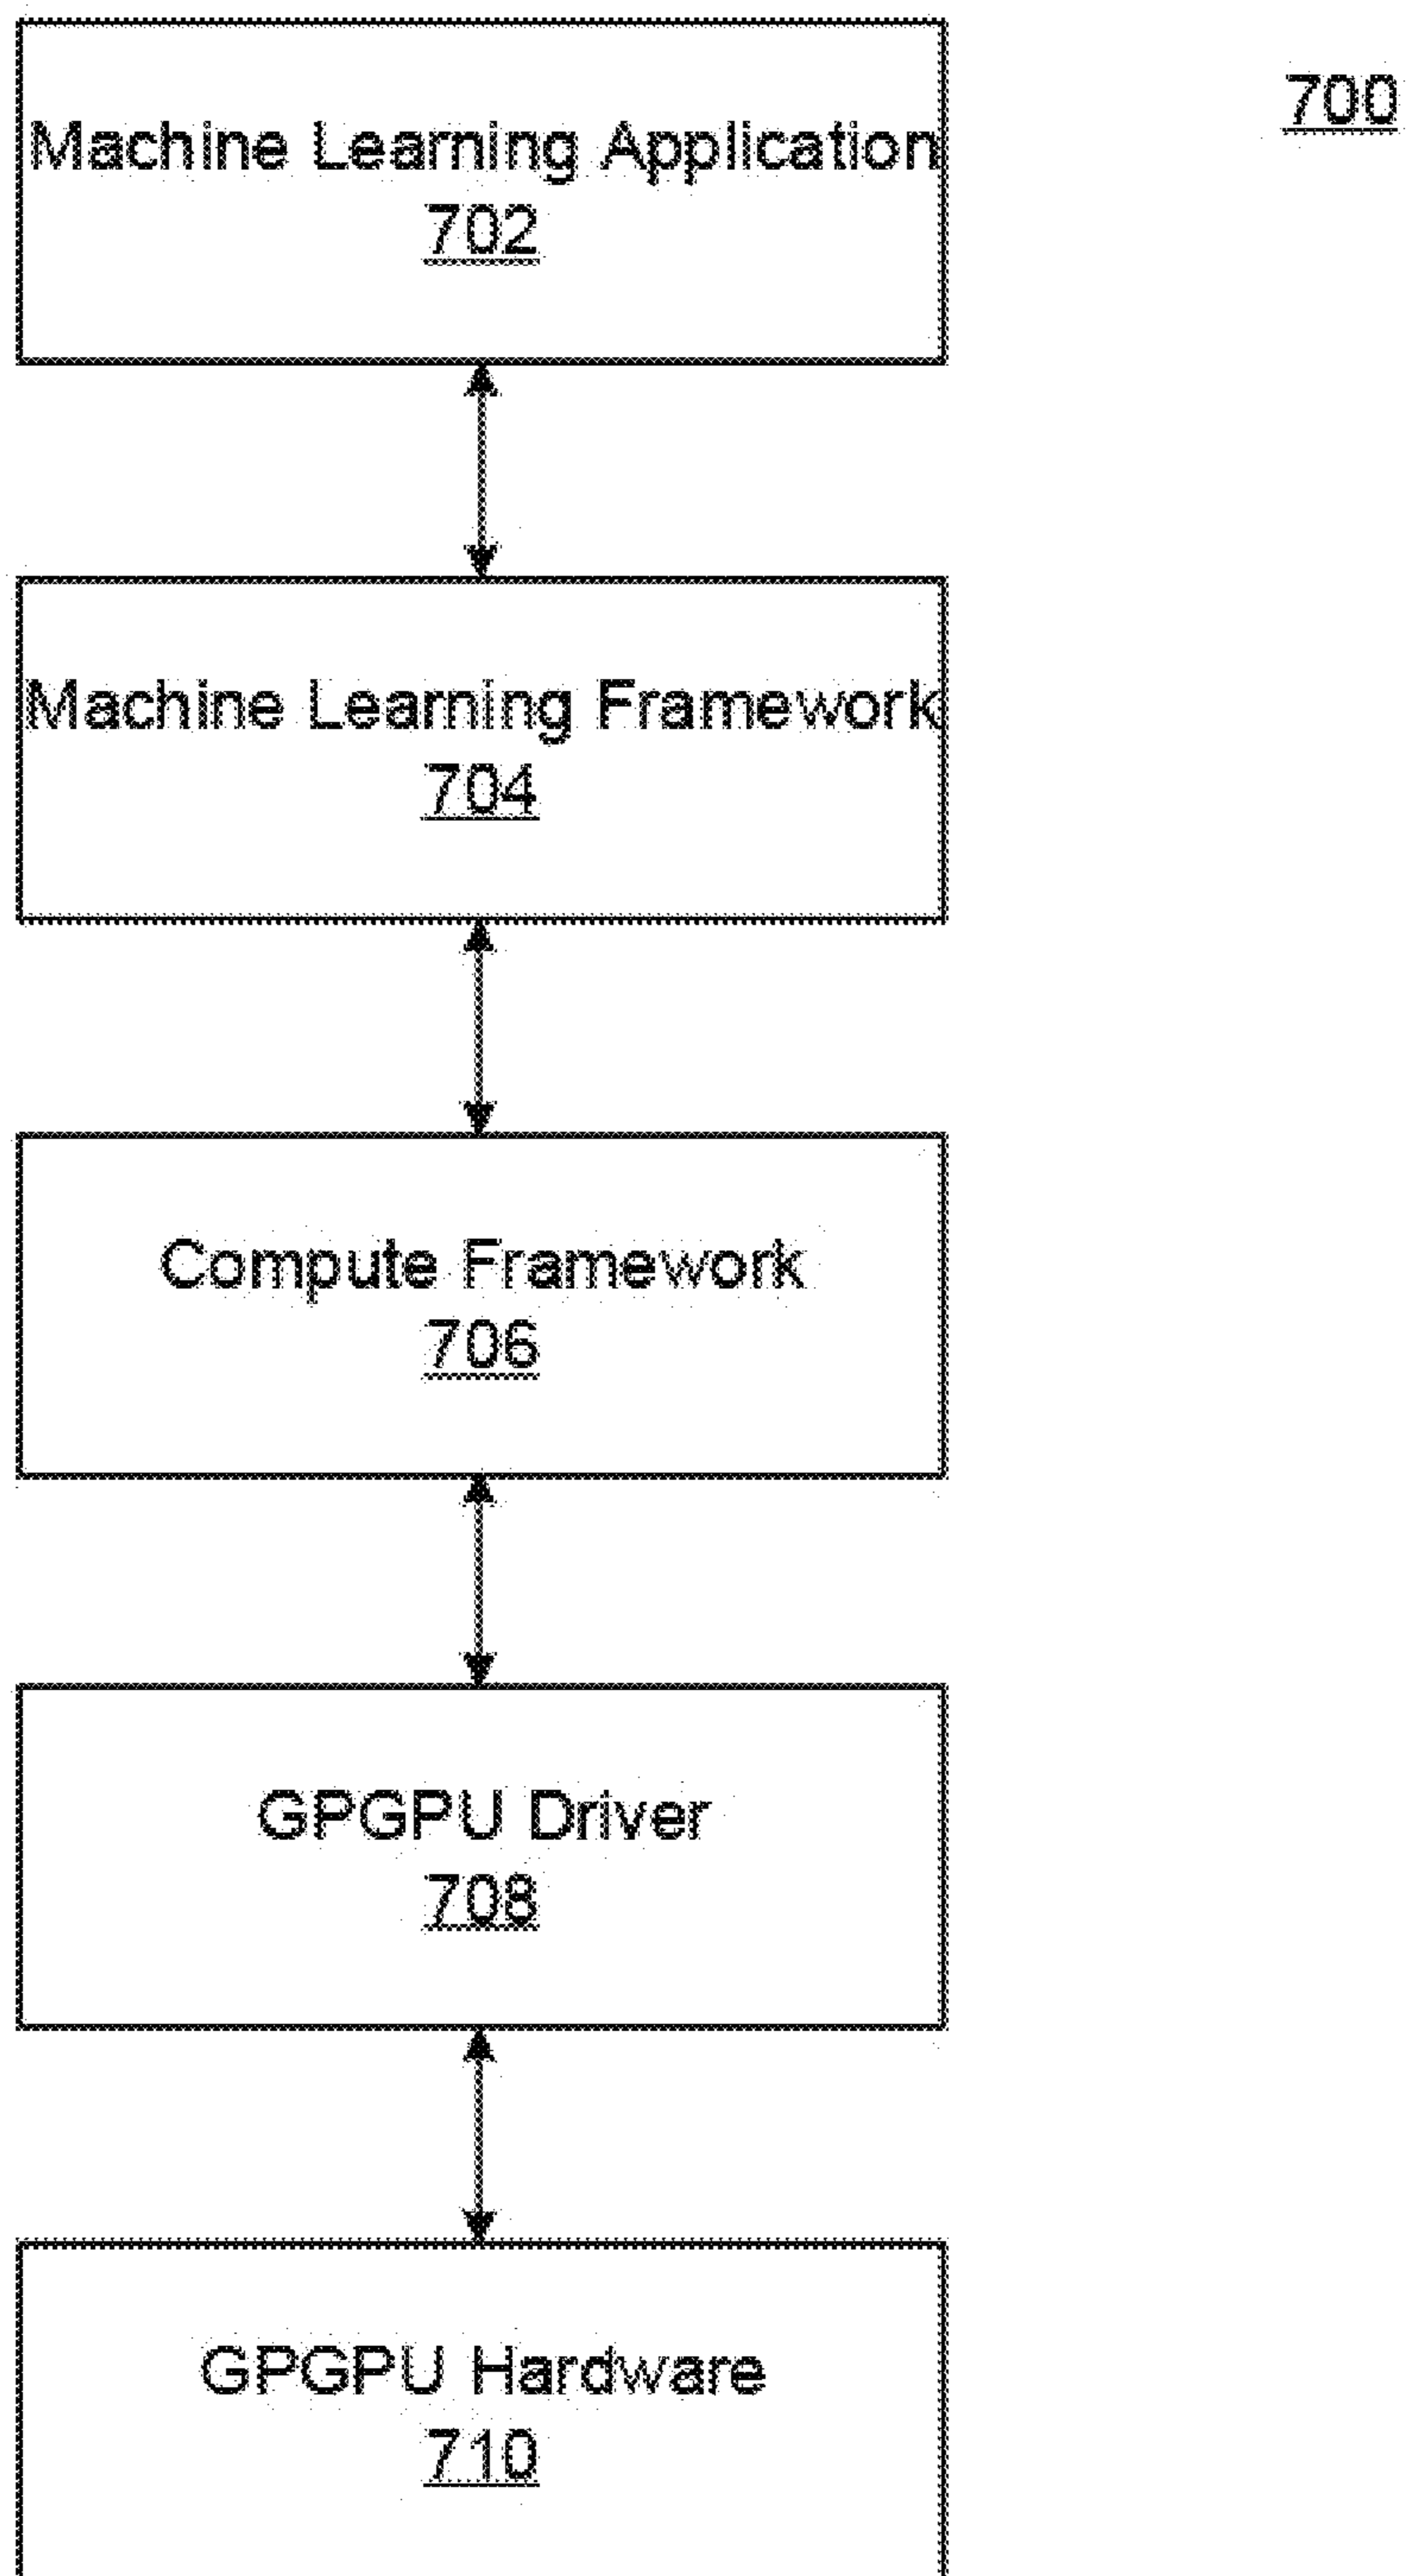 700
Machine Learning Application
702
Machine Learning Framework
704
Compute Framework
706
GPGPU Driver
708
GPGPU Hardware
710